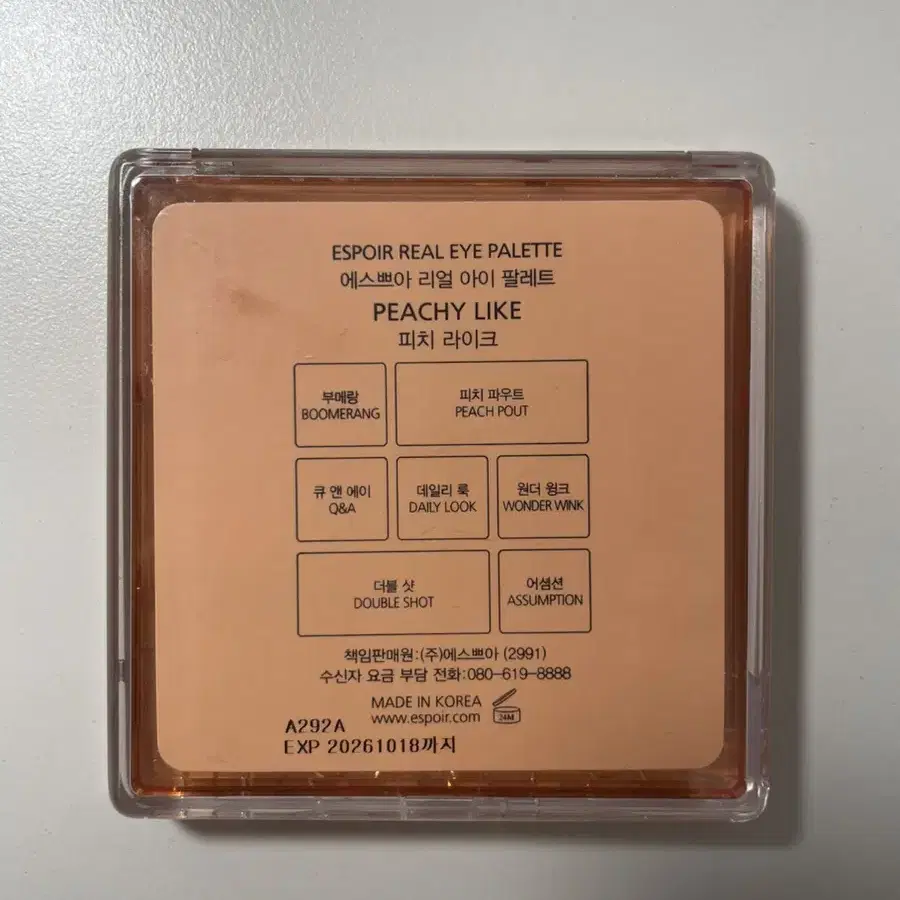 ESPOIR REAL EYE PALETTE
에스쁘아 리얼 아이 팔레트
PEACHY LIKE
피치 라이크
부메랑
BOOMERANG
피치 파우트
PEACH POUT
큐 앤 에이
Q&A
데일리 룩
DAILY LOOK
원더 윙크
WONDER WINK
더블 샷
DOUBLE SHOT
어셤션
ASSUMPTION
책임판매원:(주)에스쁘아 (2991)
수신자 요금 부담 전화:080-619-8888
MADE IN KOREA
www.espoir.com
24M
A292A
EXP 20261018까지